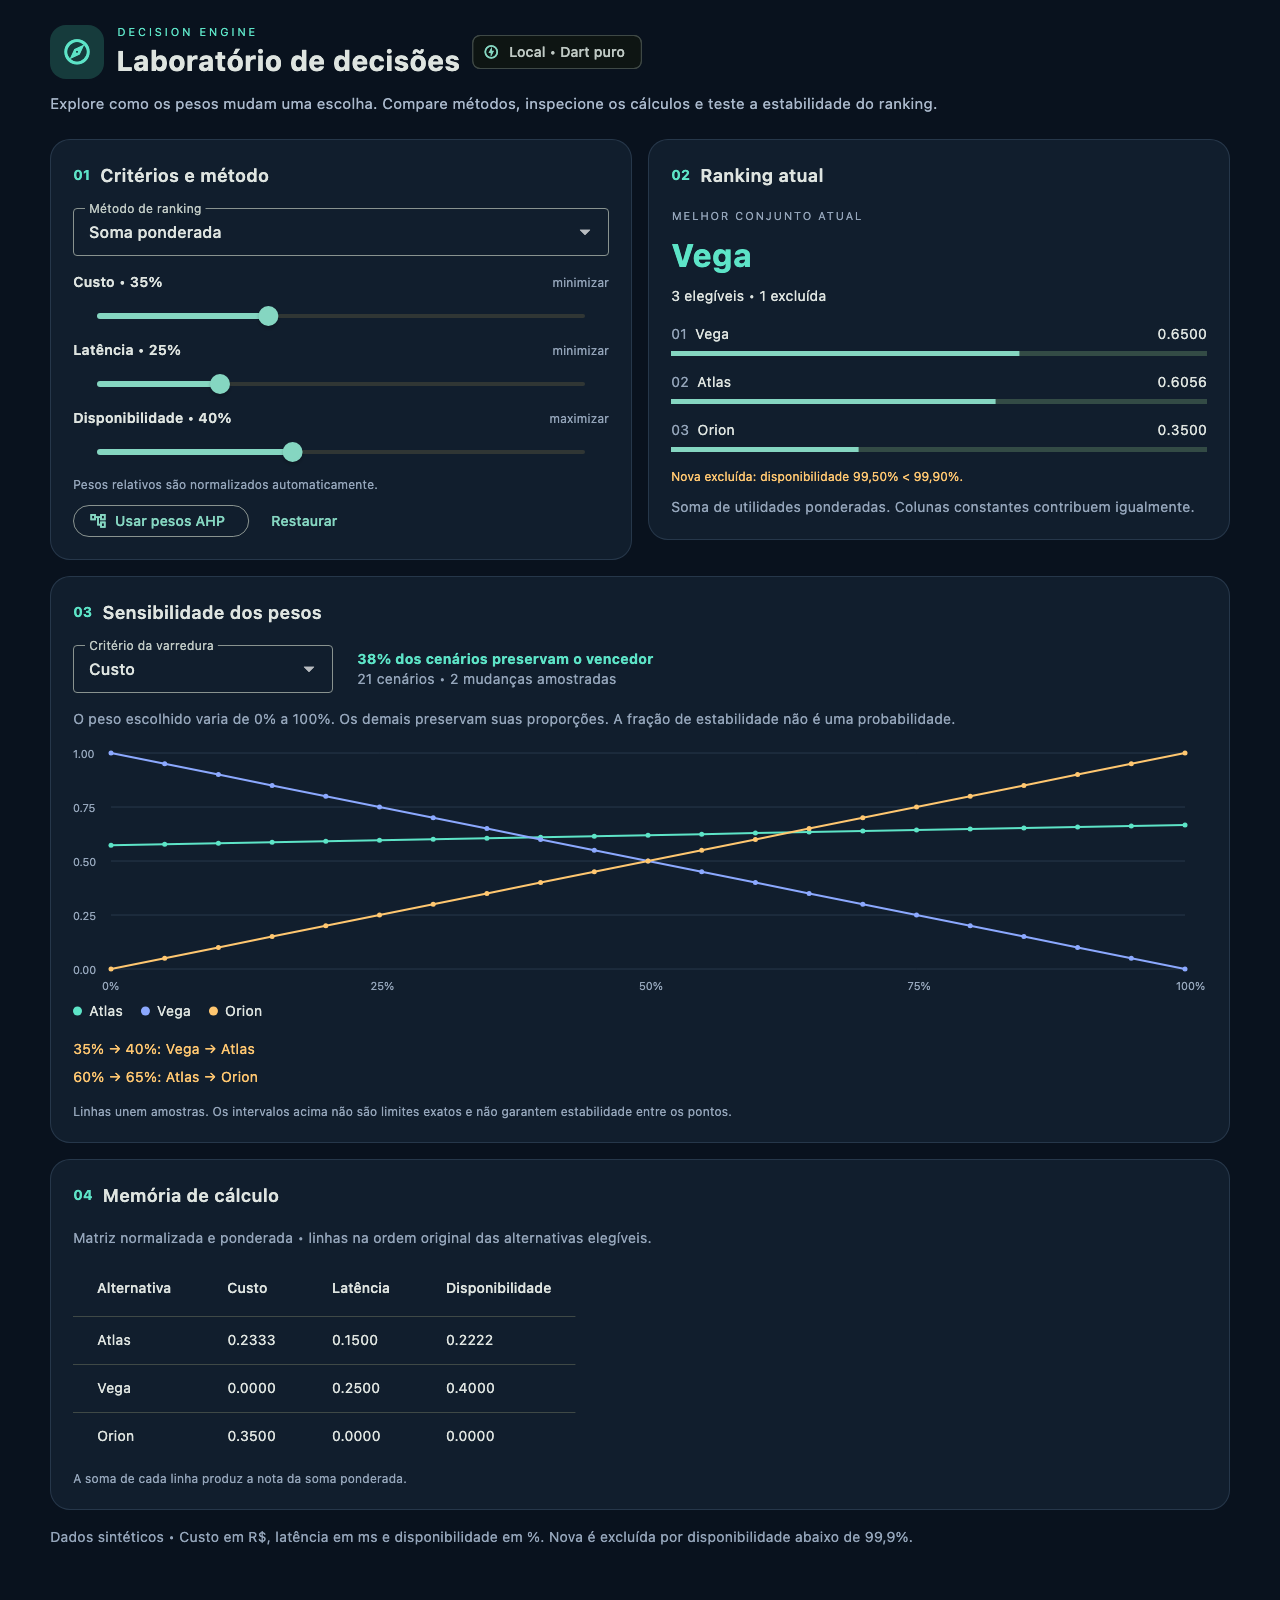 DECISION ENGINE
Laboratório de decisões
Local • Dart puro
Explore como os pesos mudam uma escolha. Compare métodos, inspecione os cálculos e teste a estabilidade do ranking.
01 Critérios e método
Método de ranking
Soma ponderada
Custo • 35% minimizar
Latência • 25% minimizar
Disponibilidade • 40% maximizar
Pesos relativos são normalizados automaticamente.
Usar pesos AHP Restaurar
02 Ranking atual
MELHOR CONJUNTO ATUAL
Vega
3 elegíveis • 1 excluída
01 Vega 0.6500
02 Atlas 0.6056
03 Orion 0.3500
Nova excluída: disponibilidade 99,50% < 99,90%.
Soma de utilidades ponderadas. Colunas constantes contribuem igualmente.
03 Sensibilidade dos pesos
Critério da varredura
Custo
38% dos cenários preservam o vencedor
21 cenários • 2 mudanças amostradas
O peso escolhido varia de 0% a 100%. Os demais preservam suas proporções. A fração de estabilidade não é uma probabilidade.
1.00
0.75
0.50
0.25
0.00
0% 25% 50% 75% 100%
Atlas Vega Orion
35% → 40%: Vega → Atlas
60% → 65%: Atlas → Orion
Linhas unem amostras. Os intervalos acima não são limites exatos e não garantem estabilidade entre os pontos.
04 Memória de cálculo
Matriz normalizada e ponderada • linhas na ordem original das alternativas elegíveis.
Alternativa Custo Latência Disponibilidade
Atlas 0.2333 0.1500 0.2222
Vega 0.0000 0.2500 0.4000
Orion 0.3500 0.0000 0.0000
A soma de cada linha produz a nota da soma ponderada.
Dados sintéticos • Custo em R$, latência em ms e disponibilidade em %. Nova é excluída por disponibilidade abaixo de 99,9%.